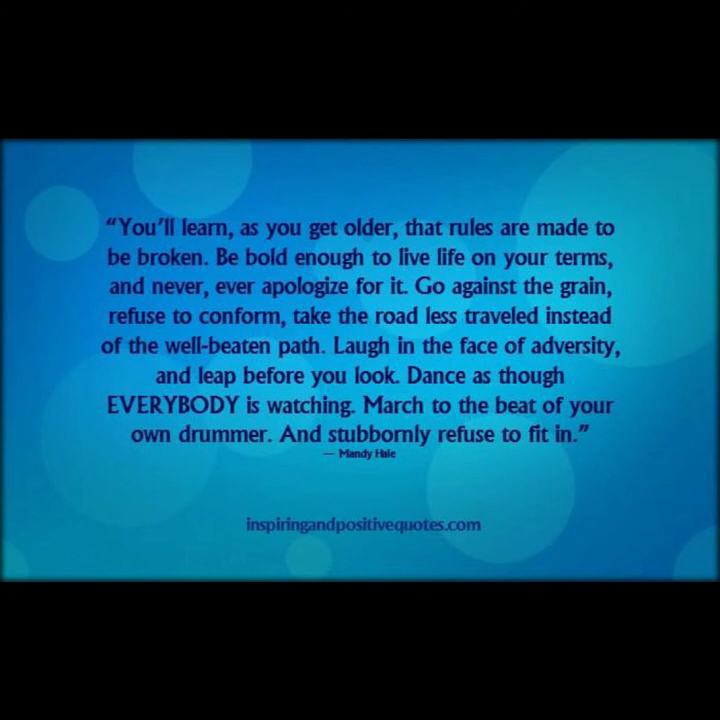 “You’ll learn, as you get older, that rules are made to
be broken. Be bold enough to live life on your terms,
and never, ever apologize for it. Go against the grain,
refuse to conform, take the road less traveled instead
of the well-beaten path. Laugh in the face of adversity,
and leap before you look. Dance as though
EVERYBODY is watching. March to the beat of your
own drummer. And stubbornly refuse to fit in.”
— Mandy Hale
inspiringandpositivequotes.com